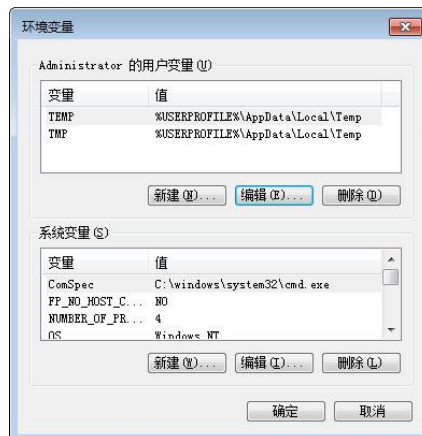 环境变量
Administrator 的用户变量(U)
变量 值
TEMP %USERPROFILE%\AppData\Local\Temp
TMP %USERPROFILE%\AppData\Local\Temp
新建(N)... 编辑(E)... 删除(D)
系统变量(S)
变量 值
ComSpec C:\windows\system32\cmd.exe
FP_NO_HOST_C... NO
NUMBER_OF_PR... 4
OS Windows_NT
新建(W)... 编辑(I)... 删除(L)
确定 取消